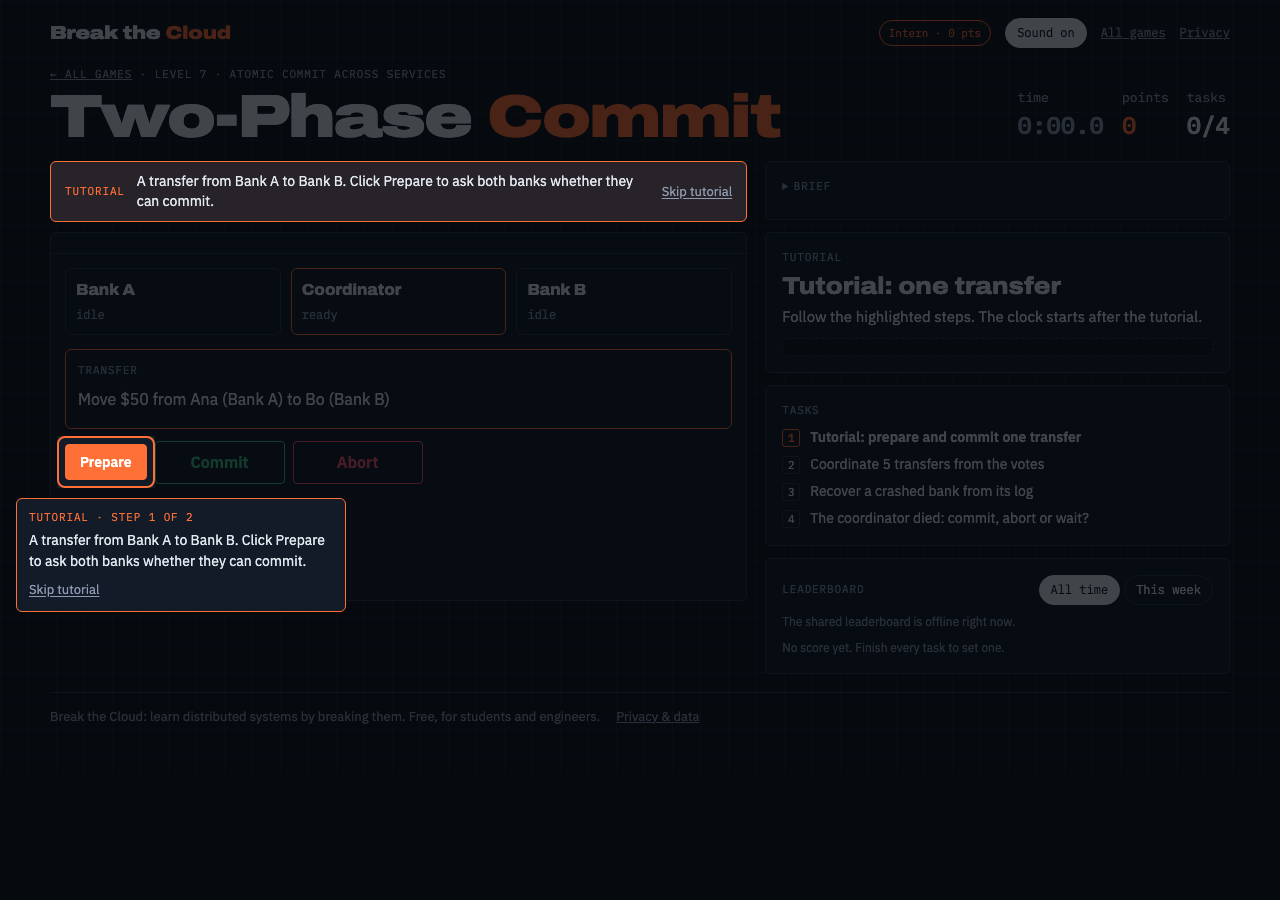 Break the Cloud
Intern · 0 pts
Sound on
All games
Privacy
← ALL GAMES · LEVEL 7 · ATOMIC COMMIT ACROSS SERVICES
Two-Phase Commit
time
0:00.0
points
0
tasks
0/4
TUTORIAL
A transfer from Bank A to Bank B. Click Prepare to ask both banks whether they
can commit.
Skip tutorial
Bank A
idle
Coordinator
ready
Bank B
idle
TRANSFER
Move $50 from Ana (Bank A) to Bo (Bank B)
Prepare
Commit
Abort
TUTORIAL · STEP 1 OF 2
A transfer from Bank A to Bank B. Click Prepare
to ask both banks whether they can commit.
Skip tutorial
▶ BRIEF
TUTORIAL
Tutorial: one transfer
Follow the highlighted steps. The clock starts after the tutorial.
TASKS
1 Tutorial: prepare and commit one transfer
2 Coordinate 5 transfers from the votes
3 Recover a crashed bank from its log
4 The coordinator died: commit, abort or wait?
LEADERBOARD
All time
This week
The shared leaderboard is offline right now.
No score yet. Finish every task to set one.
Break the Cloud: learn distributed systems by breaking them. Free, for students and engineers.
Privacy & data